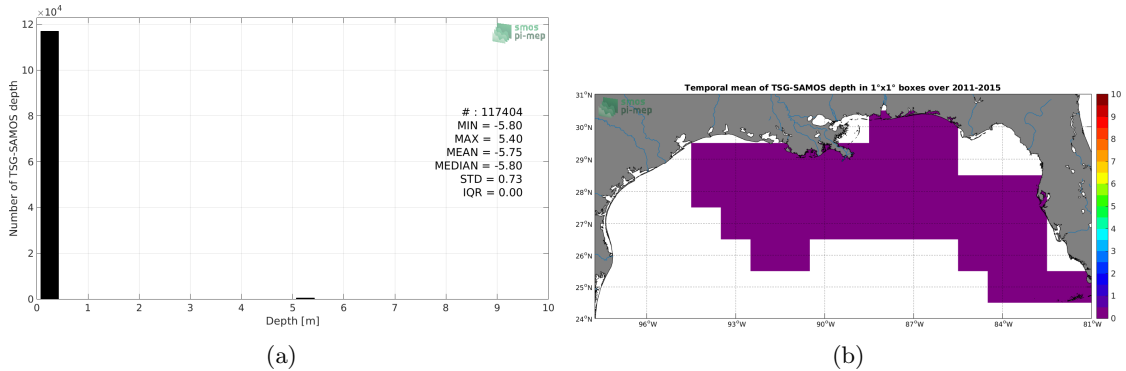 ×10⁴
12
10
8
6
4
2
0
Number of TSG-SAMOS depth
smos
pi-mep
# : 117404
MIN = -5.80
MAX = 5.40
MEAN = -5.75
MEDIAN = -5.80
STD = 0.73
IQR = 0.00
0 1 2 3 4 5 6 7 8 9 10
Depth [m]
(a)
Temporal mean of TSG-SAMOS depth in 1°x1° boxes over 2011-2015
smos
pi-mep
31°N
30°N
29°N
28°N
27°N
26°N
25°N
24°N
96°W 93°W 90°W 87°W 84°W 81°W
10
9
8
7
6
5
4
3
2
1
0
(b)